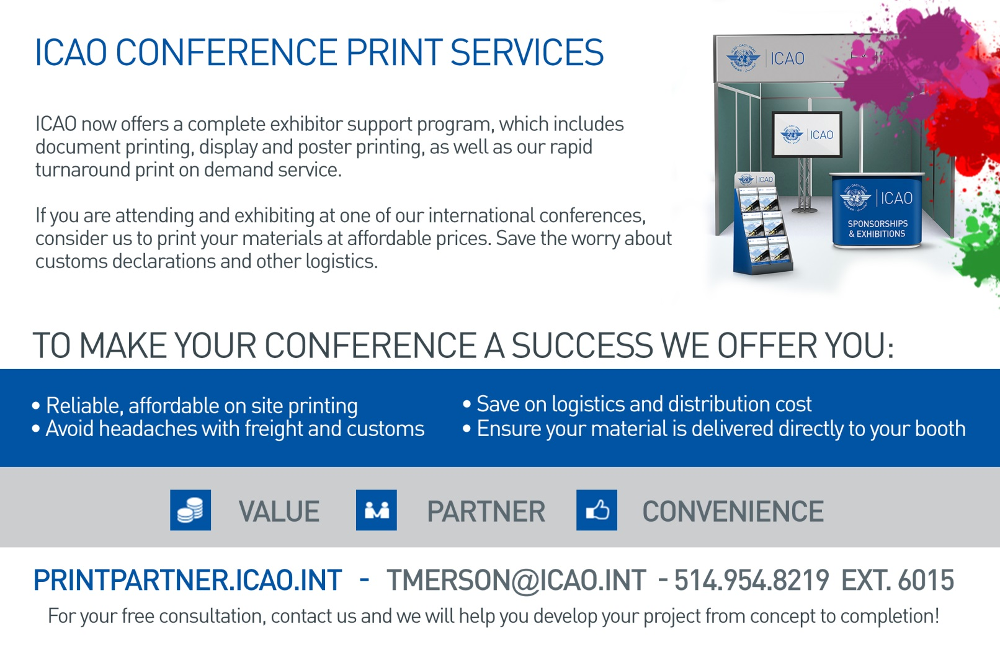 ICAO CONFERENCE PRINT SERVICES
ICAO now offers a complete exhibitor support program, which includes
document printing, display and poster printing, as well as our rapid
turnaround print on demand service.
If you are attending and exhibiting at one of our international conferences,
consider us to print your materials at affordable prices. Save the worry about
customs declarations and other logistics.
ICAO
ICAO
ICAO
ICAO
SPONSORSHIPS
& EXHIBITIONS
TO MAKE YOUR CONFERENCE A SUCCESS WE OFFER YOU:
• Reliable, affordable on site printing
• Avoid headaches with freight and customs
• Save on logistics and distribution cost
• Ensure your material is delivered directly to your booth
VALUE
PARTNER
CONVENIENCE
PRINTPARTNER.ICAO.INT - TMERSON@ICAO.INT - 514.954.8219 EXT. 6015
For your free consultation, contact us and we will help you develop your project from concept to completion!